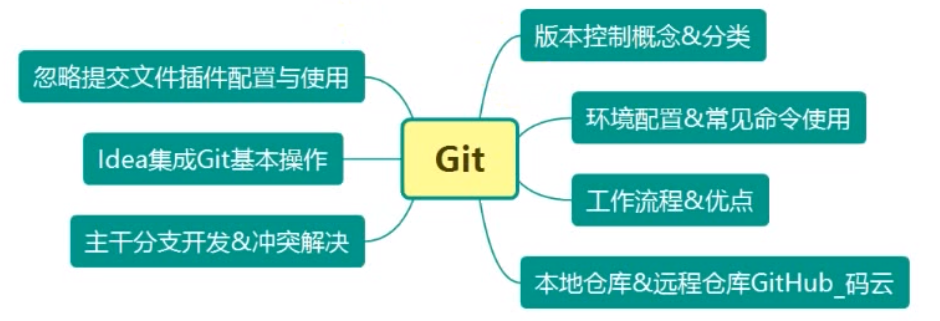 版本控制概念&分类
忽略提交文件插件配置与使用
环境配置&常见命令使用
Idea集成Git基本操作
Git
工作流程&优点
主干分支开发&冲突解决
本地仓库&远程仓库GitHub_码云